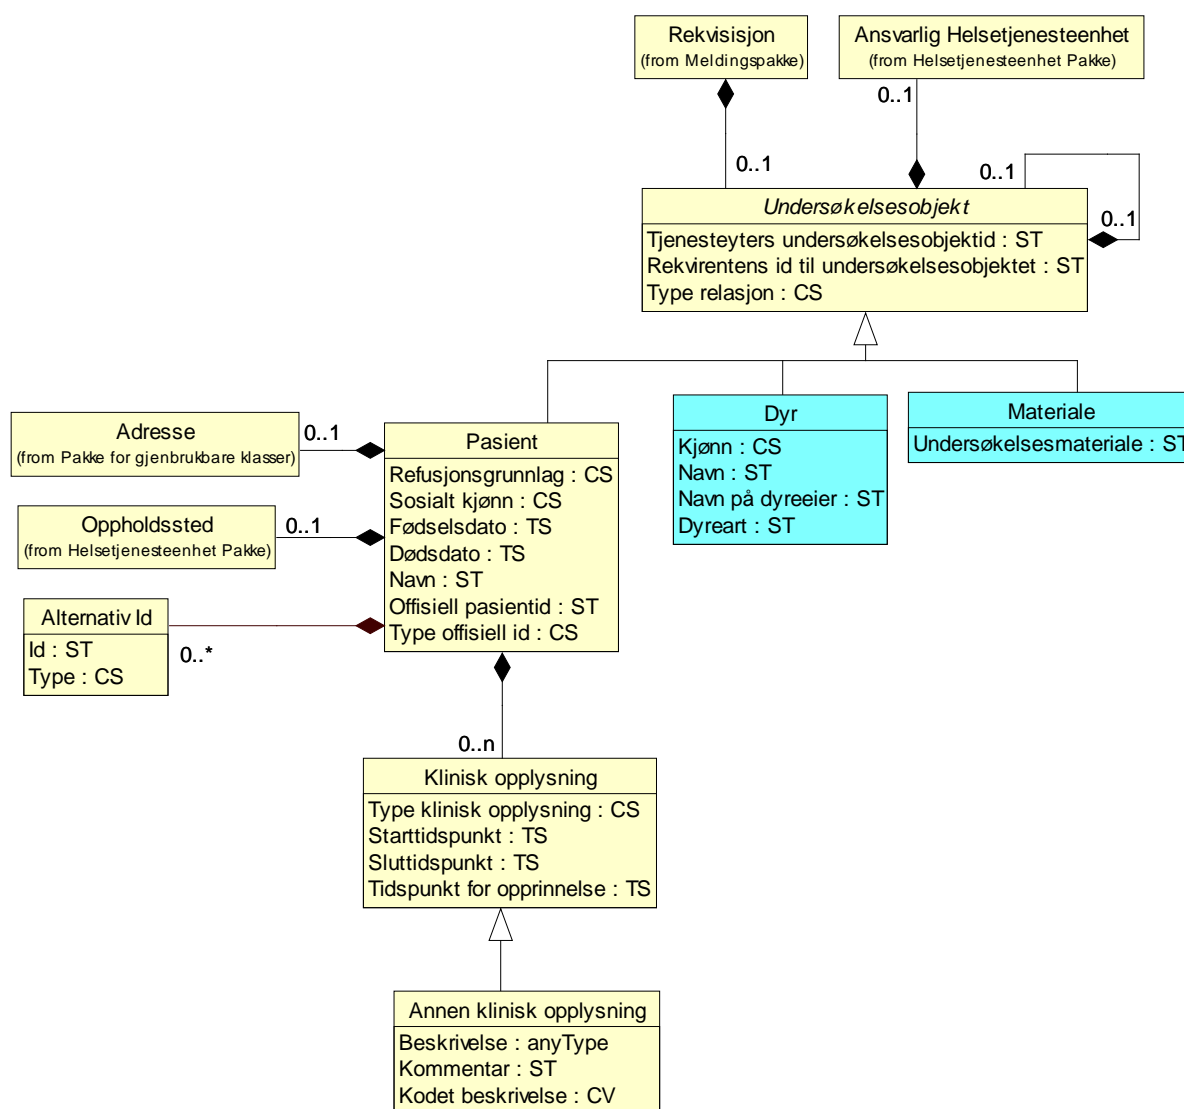 Rekvisisjon
(from Meldingspakke)
Ansvarlig Helsetjenesteenhet
(from Helsetjenesteenhet Pakke)
0..1
0..1
0..1
0..1
Undersøkelsesobjekt
Tjenesteyters undersøkelsesobjektid : ST
Rekvirentens id til undersøkelsesobjektet : ST
Type relasjon : CS
Adresse
(from Pakke for gjenbrukbare klasser)
0..1
Oppholdssted
(from Helsetjenesteenhet Pakke)
0..1
Alternativ Id
Id : ST
Type : CS
0..*
Pasient
Refusjonsgrunnlag : CS
Sosialt kjønn : CS
Fødselsdato : TS
Dødsdato : TS
Navn : ST
Offisiell pasientid : ST
Type offisiell id : CS
Dyr
Kjønn : CS
Navn : ST
Navn på dyreeier : ST
Dyreart : ST
Materiale
Undersøkelsesmateriale : ST
0..n
Klinisk opplysning
Type klinisk opplysning : CS
Starttidspunkt : TS
Sluttidspunkt : TS
Tidspunkt for opprinnelse : TS
Annen klinisk opplysning
Beskrivelse : anyType
Kommentar : ST
Kodet beskrivelse : CV